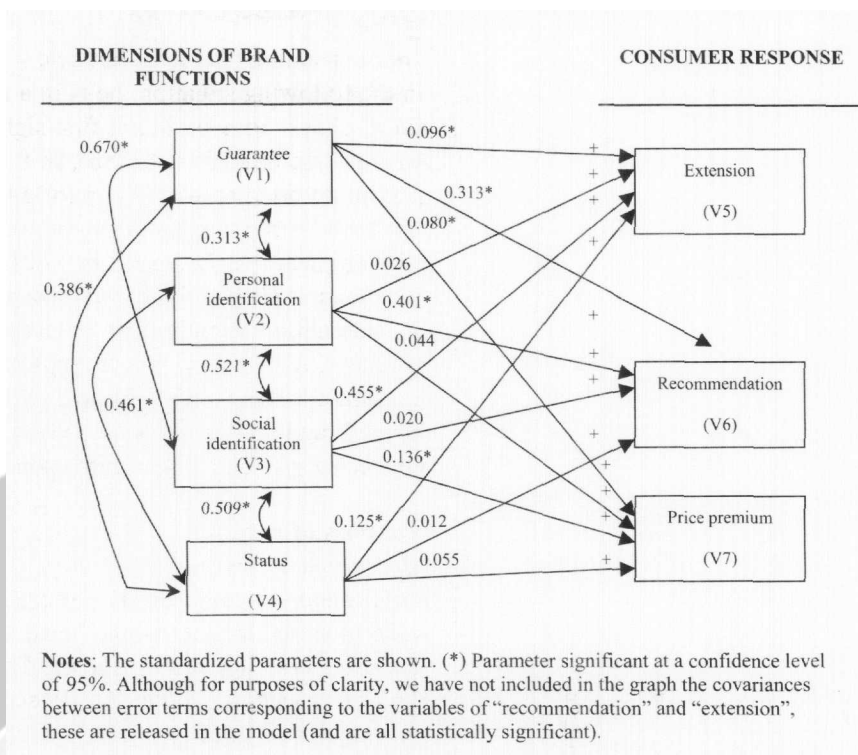 DIMENSIONS OF BRAND
FUNCTIONS
CONSUMER RESPONSE
0.670*
Guarantee
(V1)
0.096*
+
+
+
+
Extension
(V5)
0.313*
0.080*
0.313*
0.386*
Personal
identification
(V2)
0.026
0.401*
0.044
+
+
+
0.521*
0.461*
Recommendation
(V6)
0.455*
0.020
Social
identification
(V3)
0.136*
+
+
+
+
+
0.509*
Price premium
(V7)
0.125*
0.012
0.055
Status
(V4)
Notes: The standardized parameters are shown. (*) Parameter significant at a confidence level
of 95%. Although for purposes of clarity, we have not included in the graph the covariances
between error terms corresponding to the variables of “recommendation” and “extension”,
these are released in the model (and are all statistically significant).